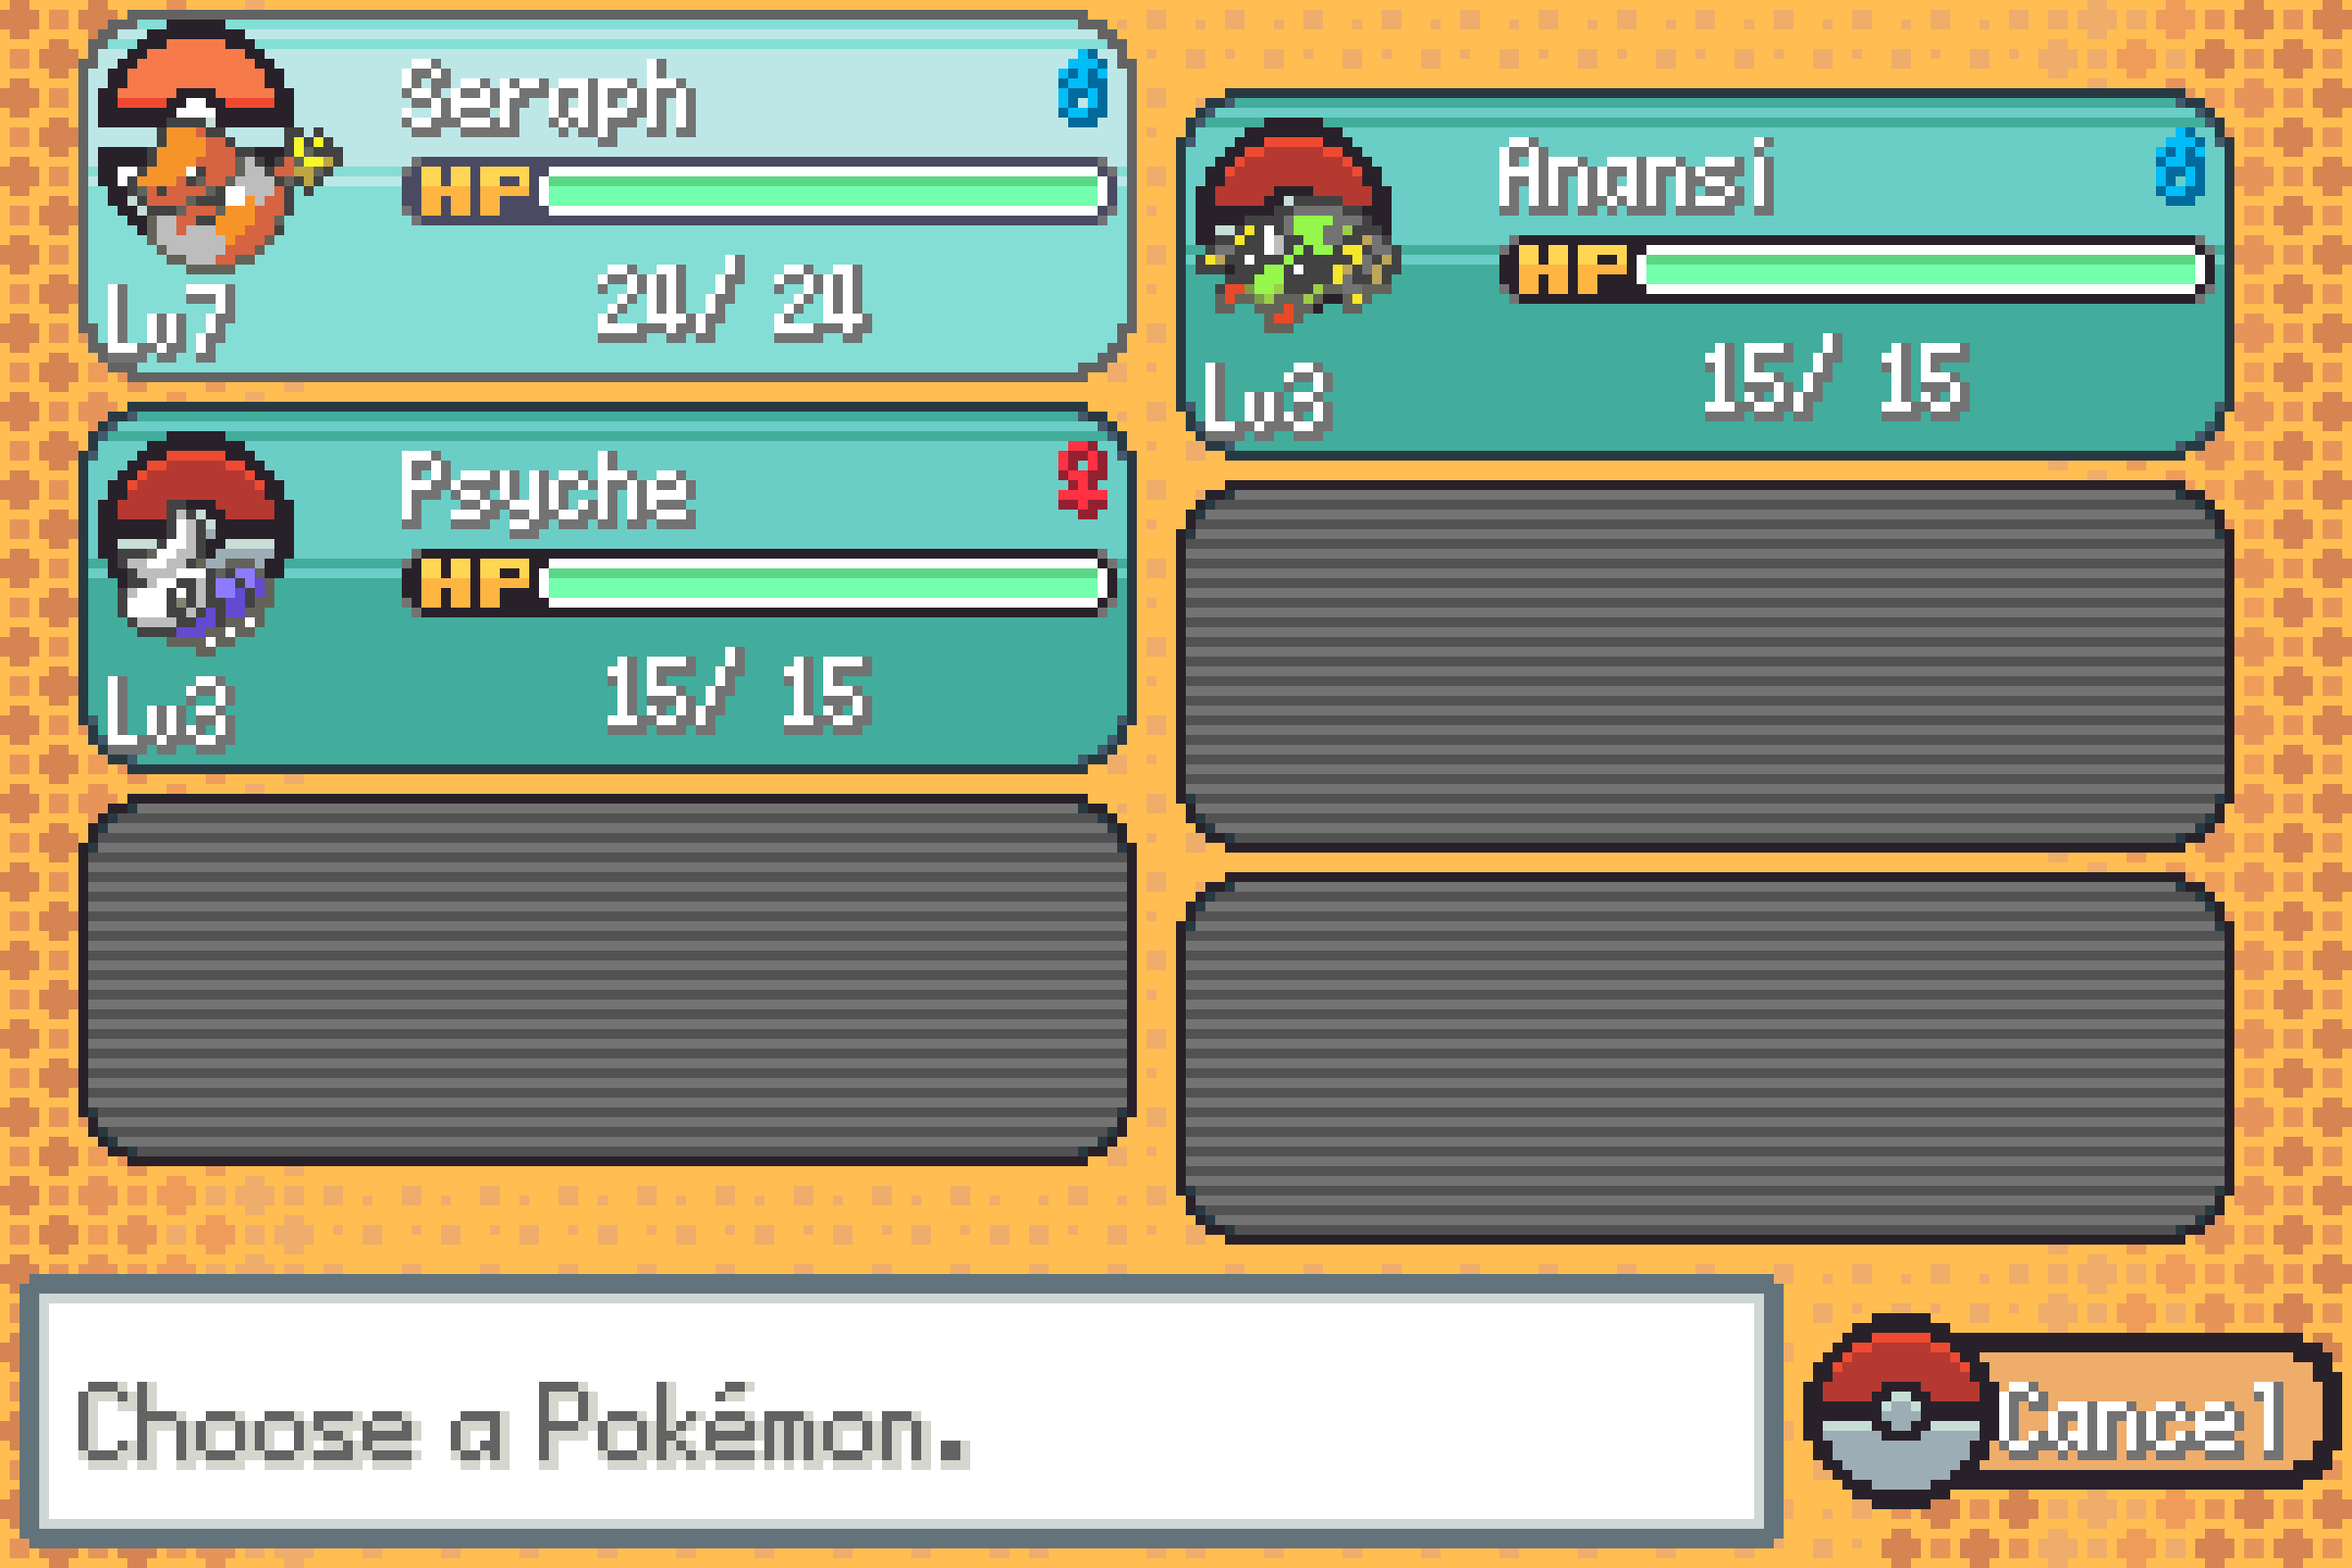 Seraph ♂
HP
24/ 24
Lv7
Anansi ♂
HP
15/ 15
Lv3
Psyche ♀
HP
15/ 15
Lv3
Choose a Pokémon.
Cancel